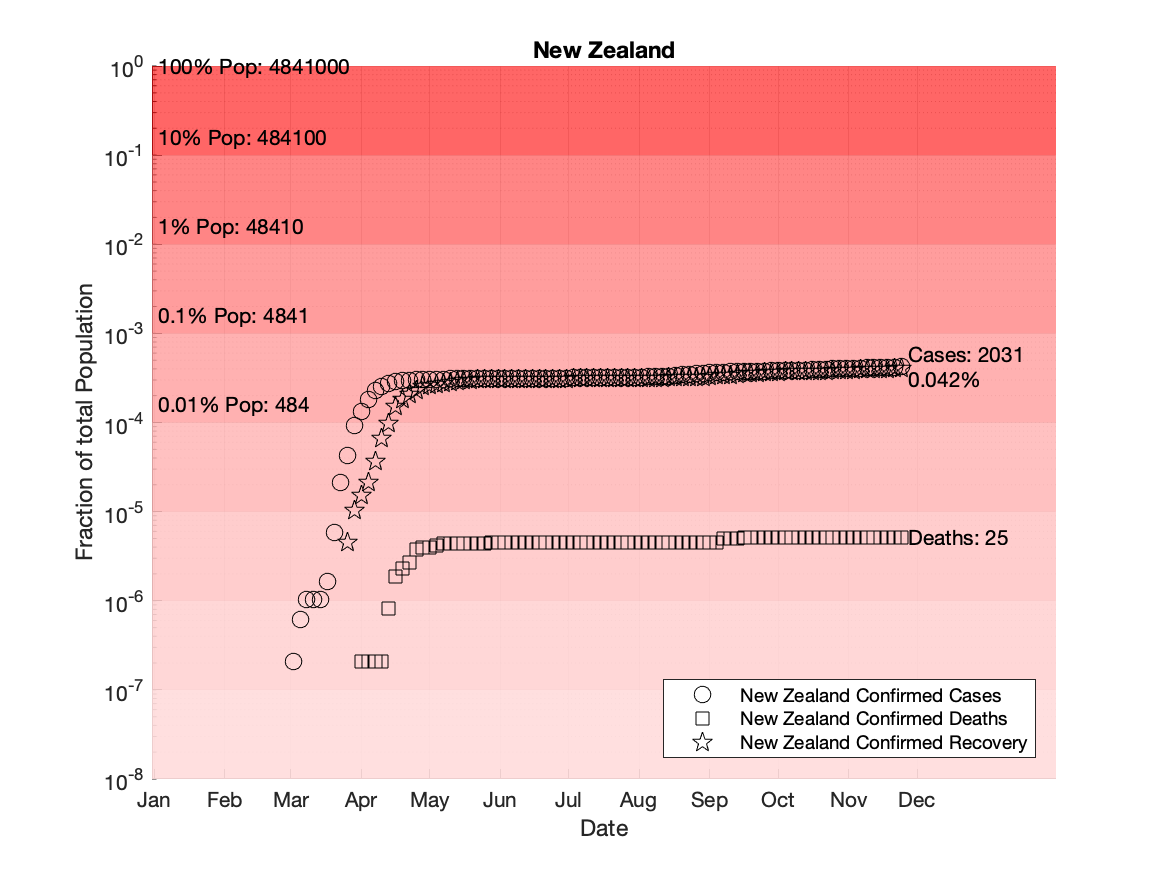 New Zealand
10^0
100% Pop: 4841000
10% Pop: 484100
10^-1
1% Pop: 48410
10^-2
0.1% Pop: 4841
10^-3
Cases: 2031
0.042%
0.01% Pop: 484
10^-4
10^-5
Deaths: 25
10^-6
10^-7
10^-8
Fraction of total Population
New Zealand Confirmed Cases
New Zealand Confirmed Deaths
New Zealand Confirmed Recovery
Jan Feb Mar Apr May Jun Jul Aug Sep Oct Nov Dec
Date